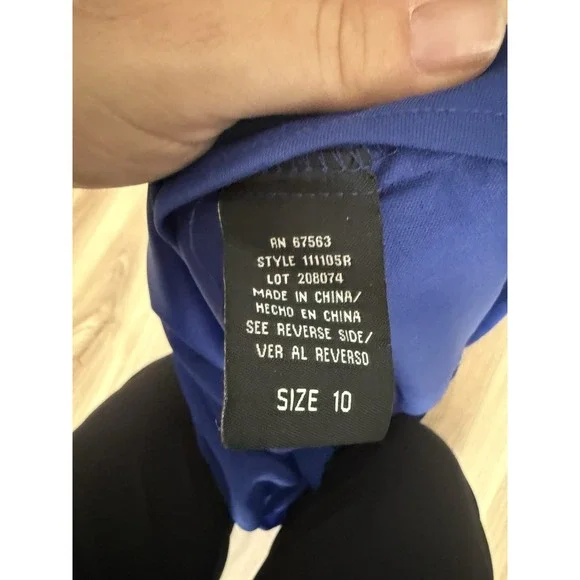 RN 67563
STYLE 111105R
LOT 208074
MADE IN CHINA/
HECHO EN CHINA
SEE REVERSE SIDE/
VER AL REVERSO
SIZE 10